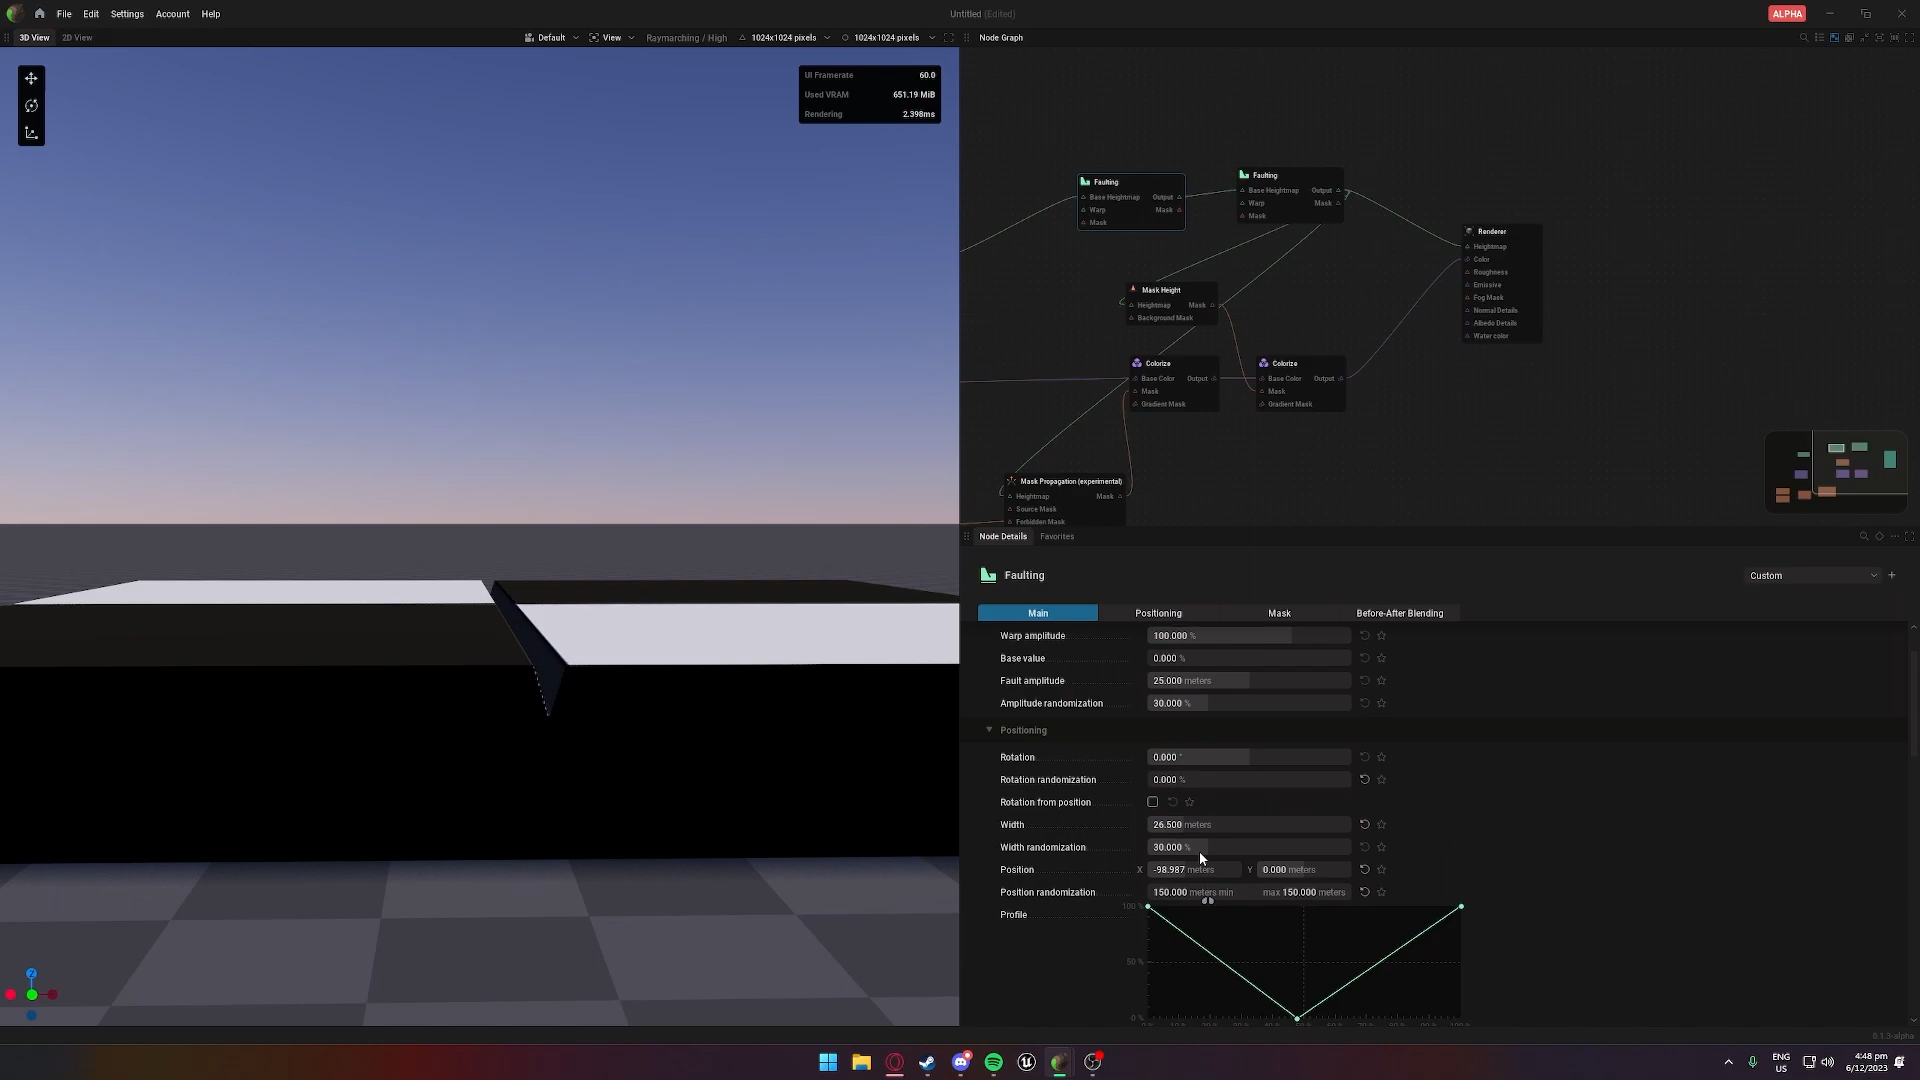 File Edit Settings Account Help
Untitled (Edited)
ALPHA
3D View 2D View
Default View Raymarching / High 1024x1024 pixels 1024x1024 pixels
Node Graph
UI Framerate 60.0
Used VRAM 651.19 MiB
Rendering 2.398ms
Faulting
Base Heightmap Output
Warp Mask
Mask
Faulting
Base Heightmap Output
Warp Mask
Mask
Renderer
Heightmap
Color
Roughness
Emissive
Fog Mask
Normal Details
Albedo Details
Water color
Mask Height
Heightmap Mask
Background Mask
Colorize
Base Color Output
Mask
Gradient Mask
Colorize
Base Color Output
Mask
Gradient Mask
Mask Propagation (experimental)
Heightmap Mask
Source Mask
Forbidden Mask
Node Details Favorites
Faulting
Custom
Main Positioning Mask Before-After Blending
Warp amplitude 100.000 %
Base value 0.000 %
Fault amplitude 25.000 meters
Amplitude randomization 30.000 %
Positioning
Rotation 0.000 °
Rotation randomization 0.000 %
Rotation from position
Width 26.500 meters
Width randomization 30.000 %
Position X -98.987 meters Y 0.000 meters
Position randomization 150.000 meters min max 150.000 meters
Profile
100 %
50 %
0 %
0.1.3-alpha
ENG
US
4:48 pm
6/12/2023